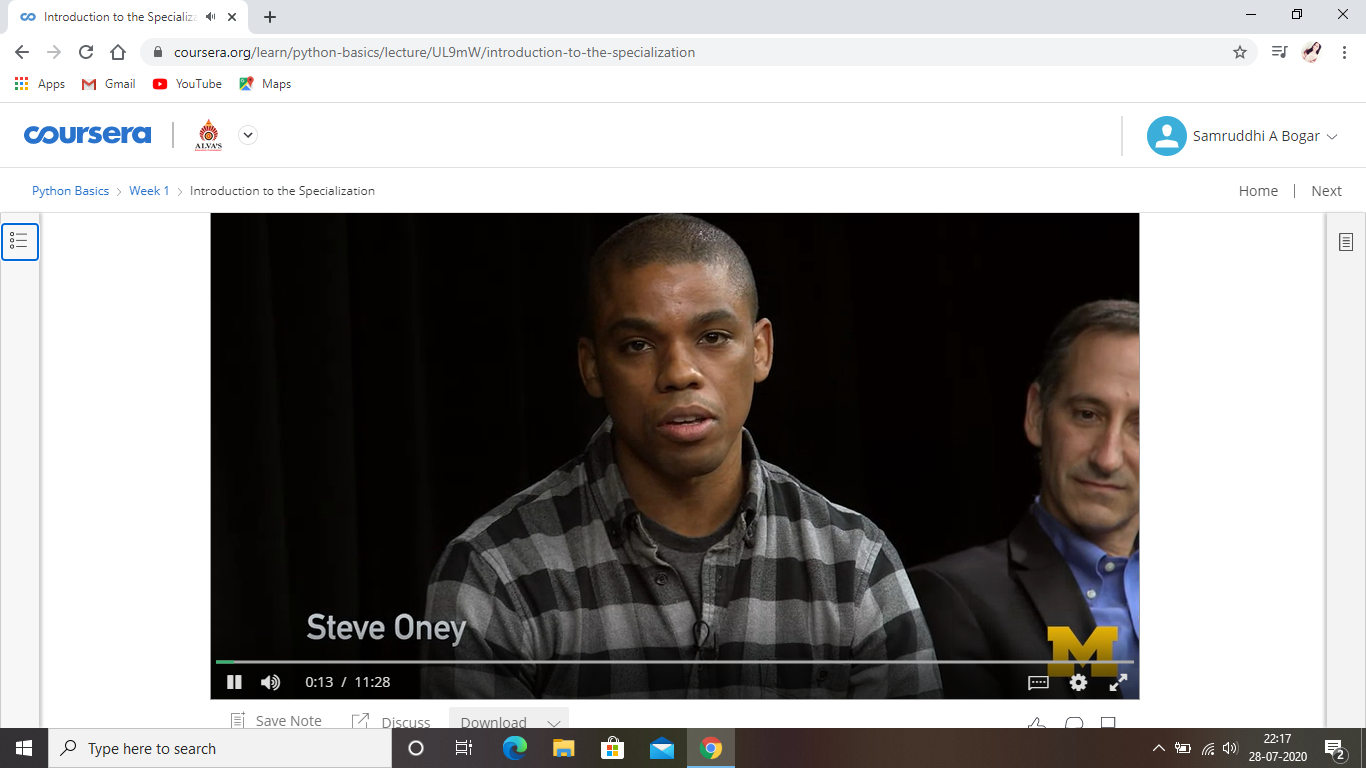 Introduction to the Specializa
coursera.org/learn/python-basics/lecture/UL9mW/introduction-to-the-specialization
Apps Gmail YouTube Maps
coursera ALVA'S Samruddhi A Bogar
Python Basics > Week 1 > Introduction to the Specialization Home | Next
Steve Oney
M
0:13 / 11:28
Save Note Discuss Download
Type here to search
22:17
28-07-2020
2